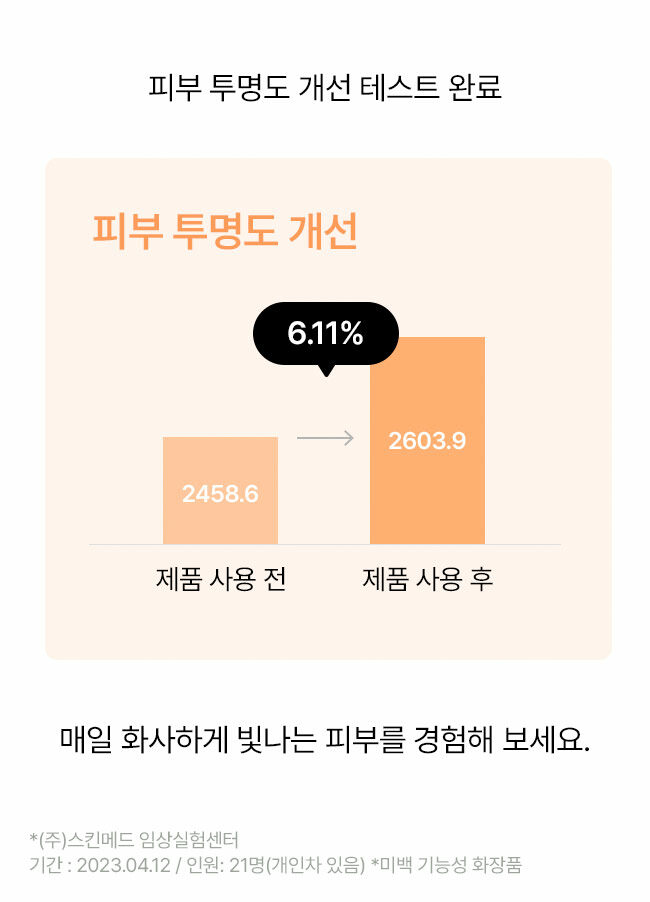 피부 투명도 개선 테스트 완료
피부 투명도 개선
6.11%
2458.6
2603.9
제품 사용 전
제품 사용 후
매일 화사하게 빛나는 피부를 경험해 보세요.
*(주)스킨메드 임상실험센터
기간 : 2023.04.12 / 인원: 21명(개인차 있음) *미백 기능성 화장품